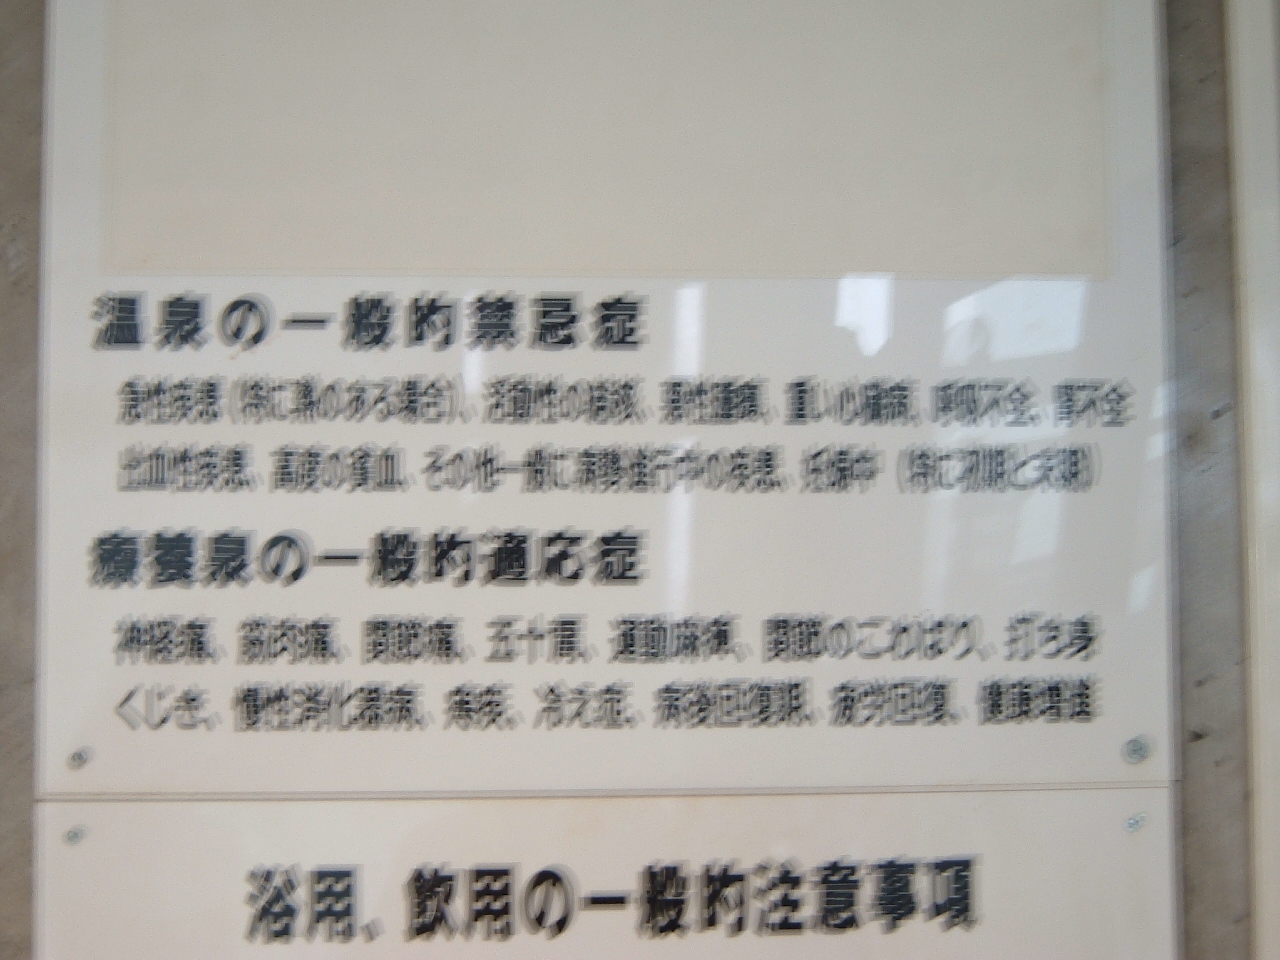 温泉の一般的禁忌症
急性疾患(特に熱のある場合)、活動性の結核、悪性腫瘍、重い心臓病、呼吸不全、腎不全
出血性疾患、高度の貧血、その他一般に病勢進行中の疾患、妊娠中(特に初期と末期)
療養泉の一般的適応症
神経痛、筋肉痛、関節痛、五十肩、運動麻痺、関節のこわばり、打ち身
くじき、慢性消化器病、痔疾、冷え症、病後回復期、疲労回復、健康増進
浴用、飲用の一般的注意事項